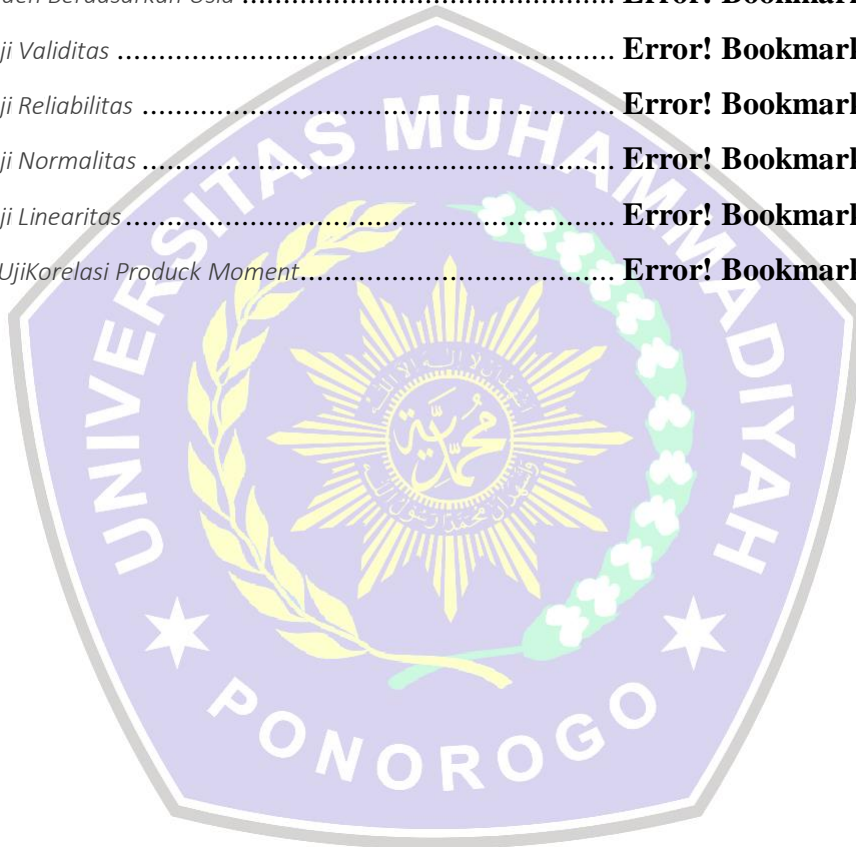 den Berdasarkan Usia .................................................. Error! Bookmark
ji Validitas ................................................................... Error! Bookmark
ji Reliabilitas ................................................................ Error! Bookmark
ji Normalitas ................................................................ Error! Bookmark
ji Linearitas .................................................................. Error! Bookmark
UjiKorelasi Produck Moment.......................................... Error! Bookmark
UNIVERSITAS MUHAMMADIYAH
محمدية
PONOROGO